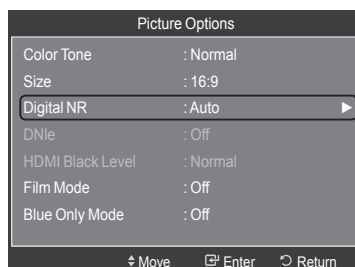 Picture Options
Color Tone : Normal
Size : 16:9
Digital NR : Auto
DNIe : Off
HDMI Black Level : Normal
Film Mode : Off
Blue Only Mode : Off
Move Enter Return